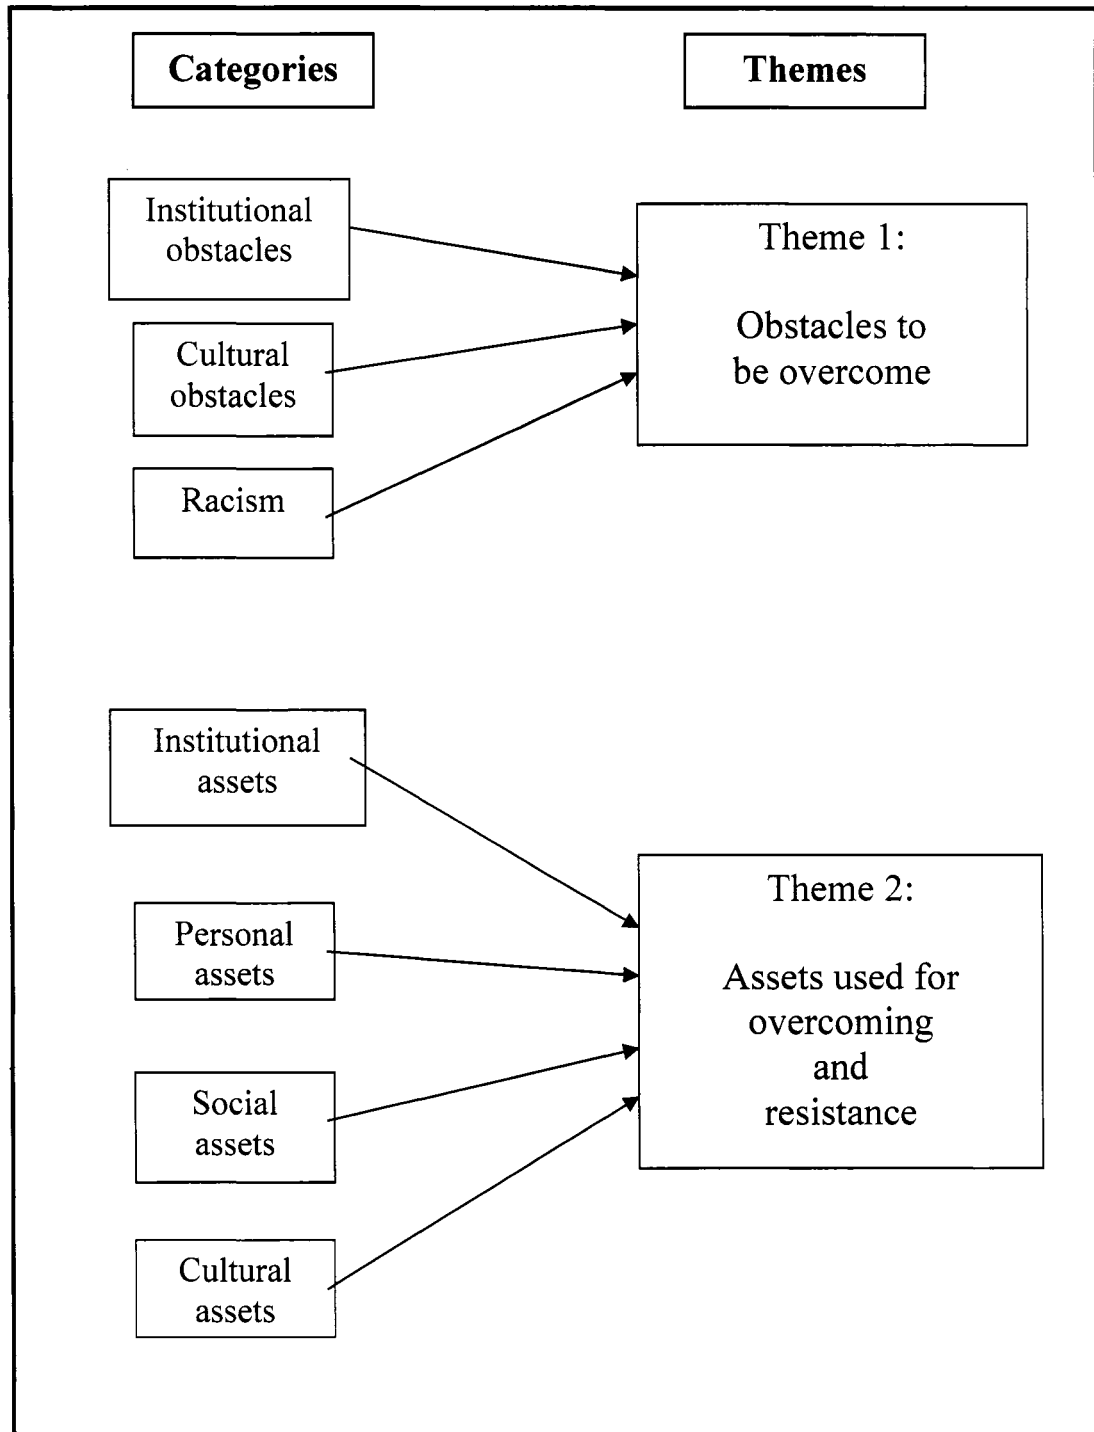 Categories
Themes
Institutional
obstacles
Cultural
obstacles
Racism
Theme 1:
Obstacles to
be overcome
Institutional
assets
Personal
assets
Social
assets
Cultural
assets
Theme 2:
Assets used for
overcoming
and
resistance